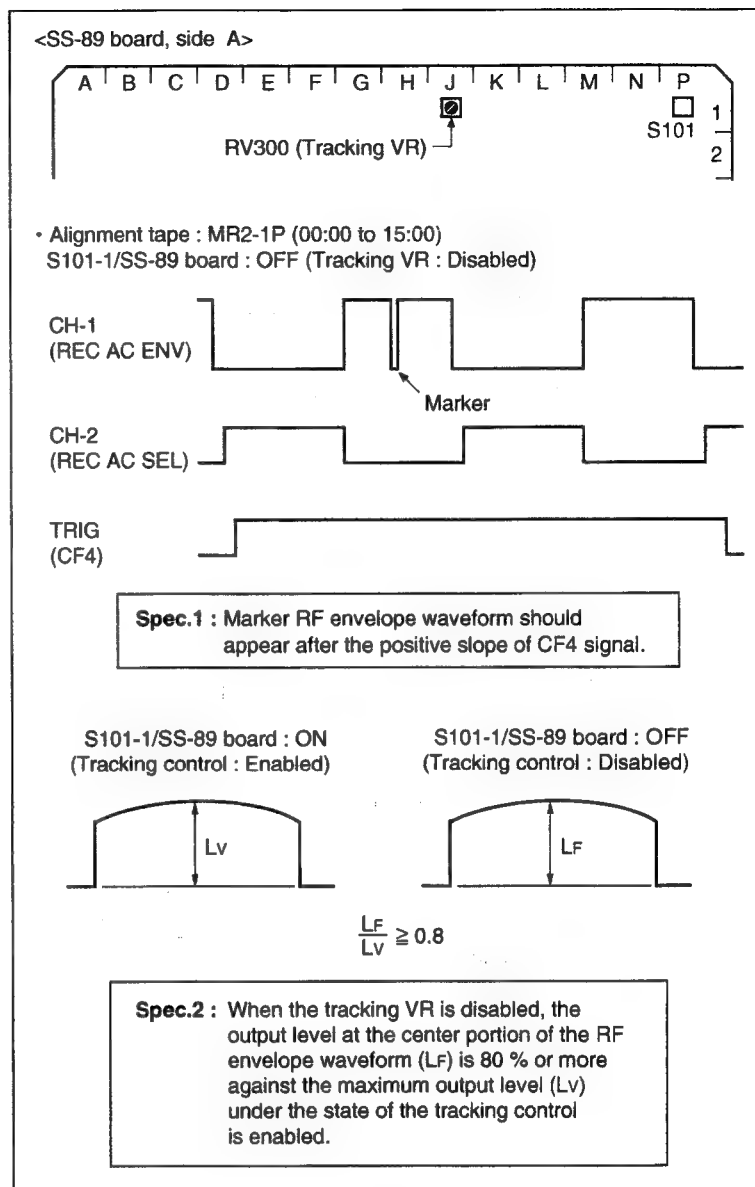 <SS-89 board, side A>
A B C D E F G H J K L M N P
1
S101
RV300 (Tracking VR)
2
• Alignment tape : MR2-1P (00:00 to 15:00)
S101-1/SS-89 board : OFF (Tracking VR : Disabled)
CH-1
(REC AC ENV)
Marker
CH-2
(REC AC SEL)
TRIG
(CF4)
Spec.1 : Marker RF envelope waveform should
appear after the positive slope of CF4 signal.
S101-1/SS-89 board : ON
(Tracking control : Enabled)
S101-1/SS-89 board : OFF
(Tracking control : Disabled)
LV
LF
LF/LV ≧ 0.8
Spec.2 : When the tracking VR is disabled, the
output level at the center portion of the RF
envelope waveform (LF) is 80 % or more
against the maximum output level (LV)
under the state of the tracking control
is enabled.